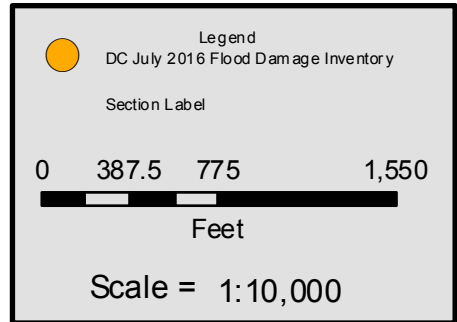 Legend
DC July 2016 Flood Damage Inventory
Section Label
0 387.5 775 1,550
Feet
Scale = 1:10,000